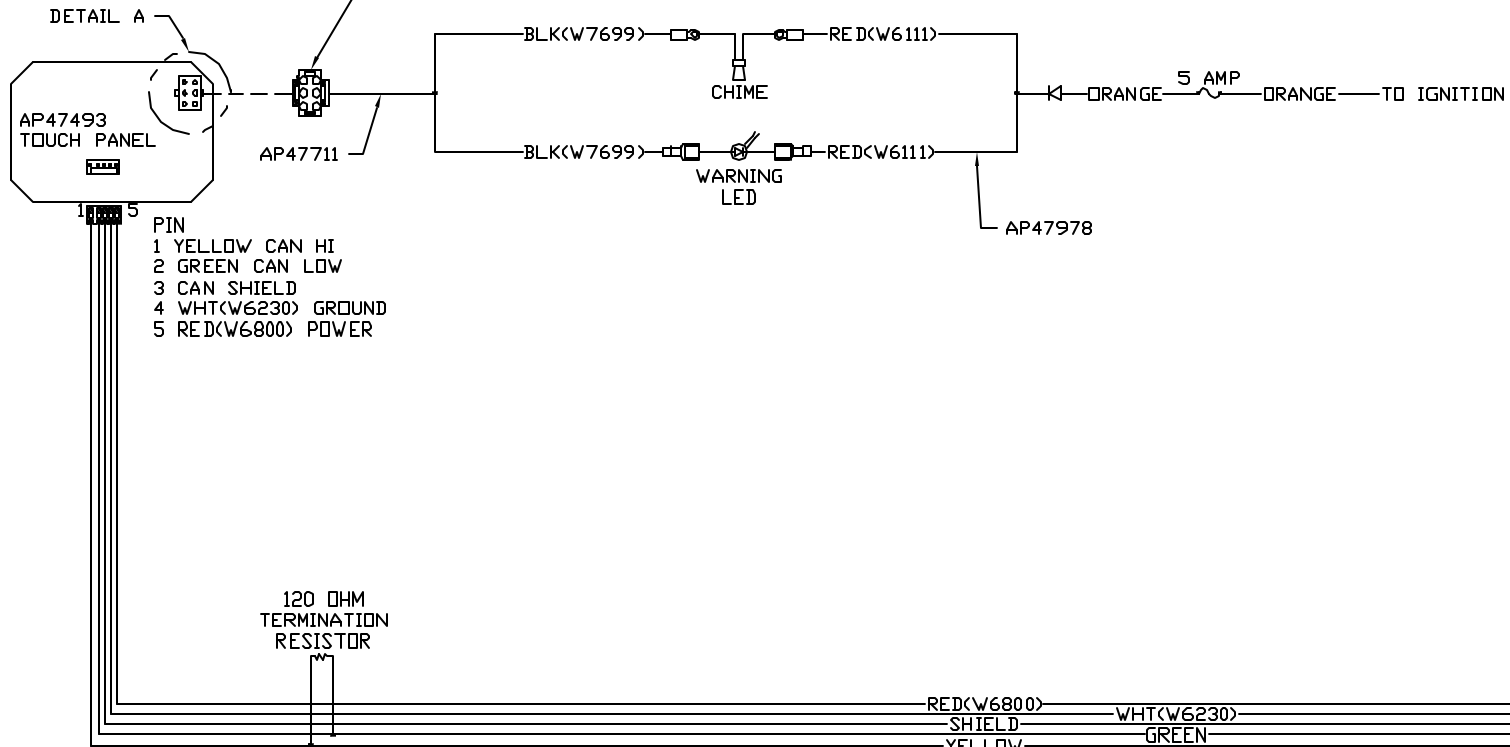 DETAIL A
BLK(W7699)
RED(W6111)
CHIME
5 AMP
ORANGE
ORANGE
TO IGNITION
AP47493
TOUCH PANEL
AP47711
BLK(W7699)
RED(W6111)
WARNING
LED
AP47978
1
5
PIN
1 YELLOW CAN HI
2 GREEN CAN LOW
3 CAN SHIELD
4 WHT(W6230) GROUND
5 RED(W6800) POWER
120 OHM
TERMINATION
RESISTOR
RED(W6800)
WHT(W6230)
SHIELD
GREEN
YELLOW